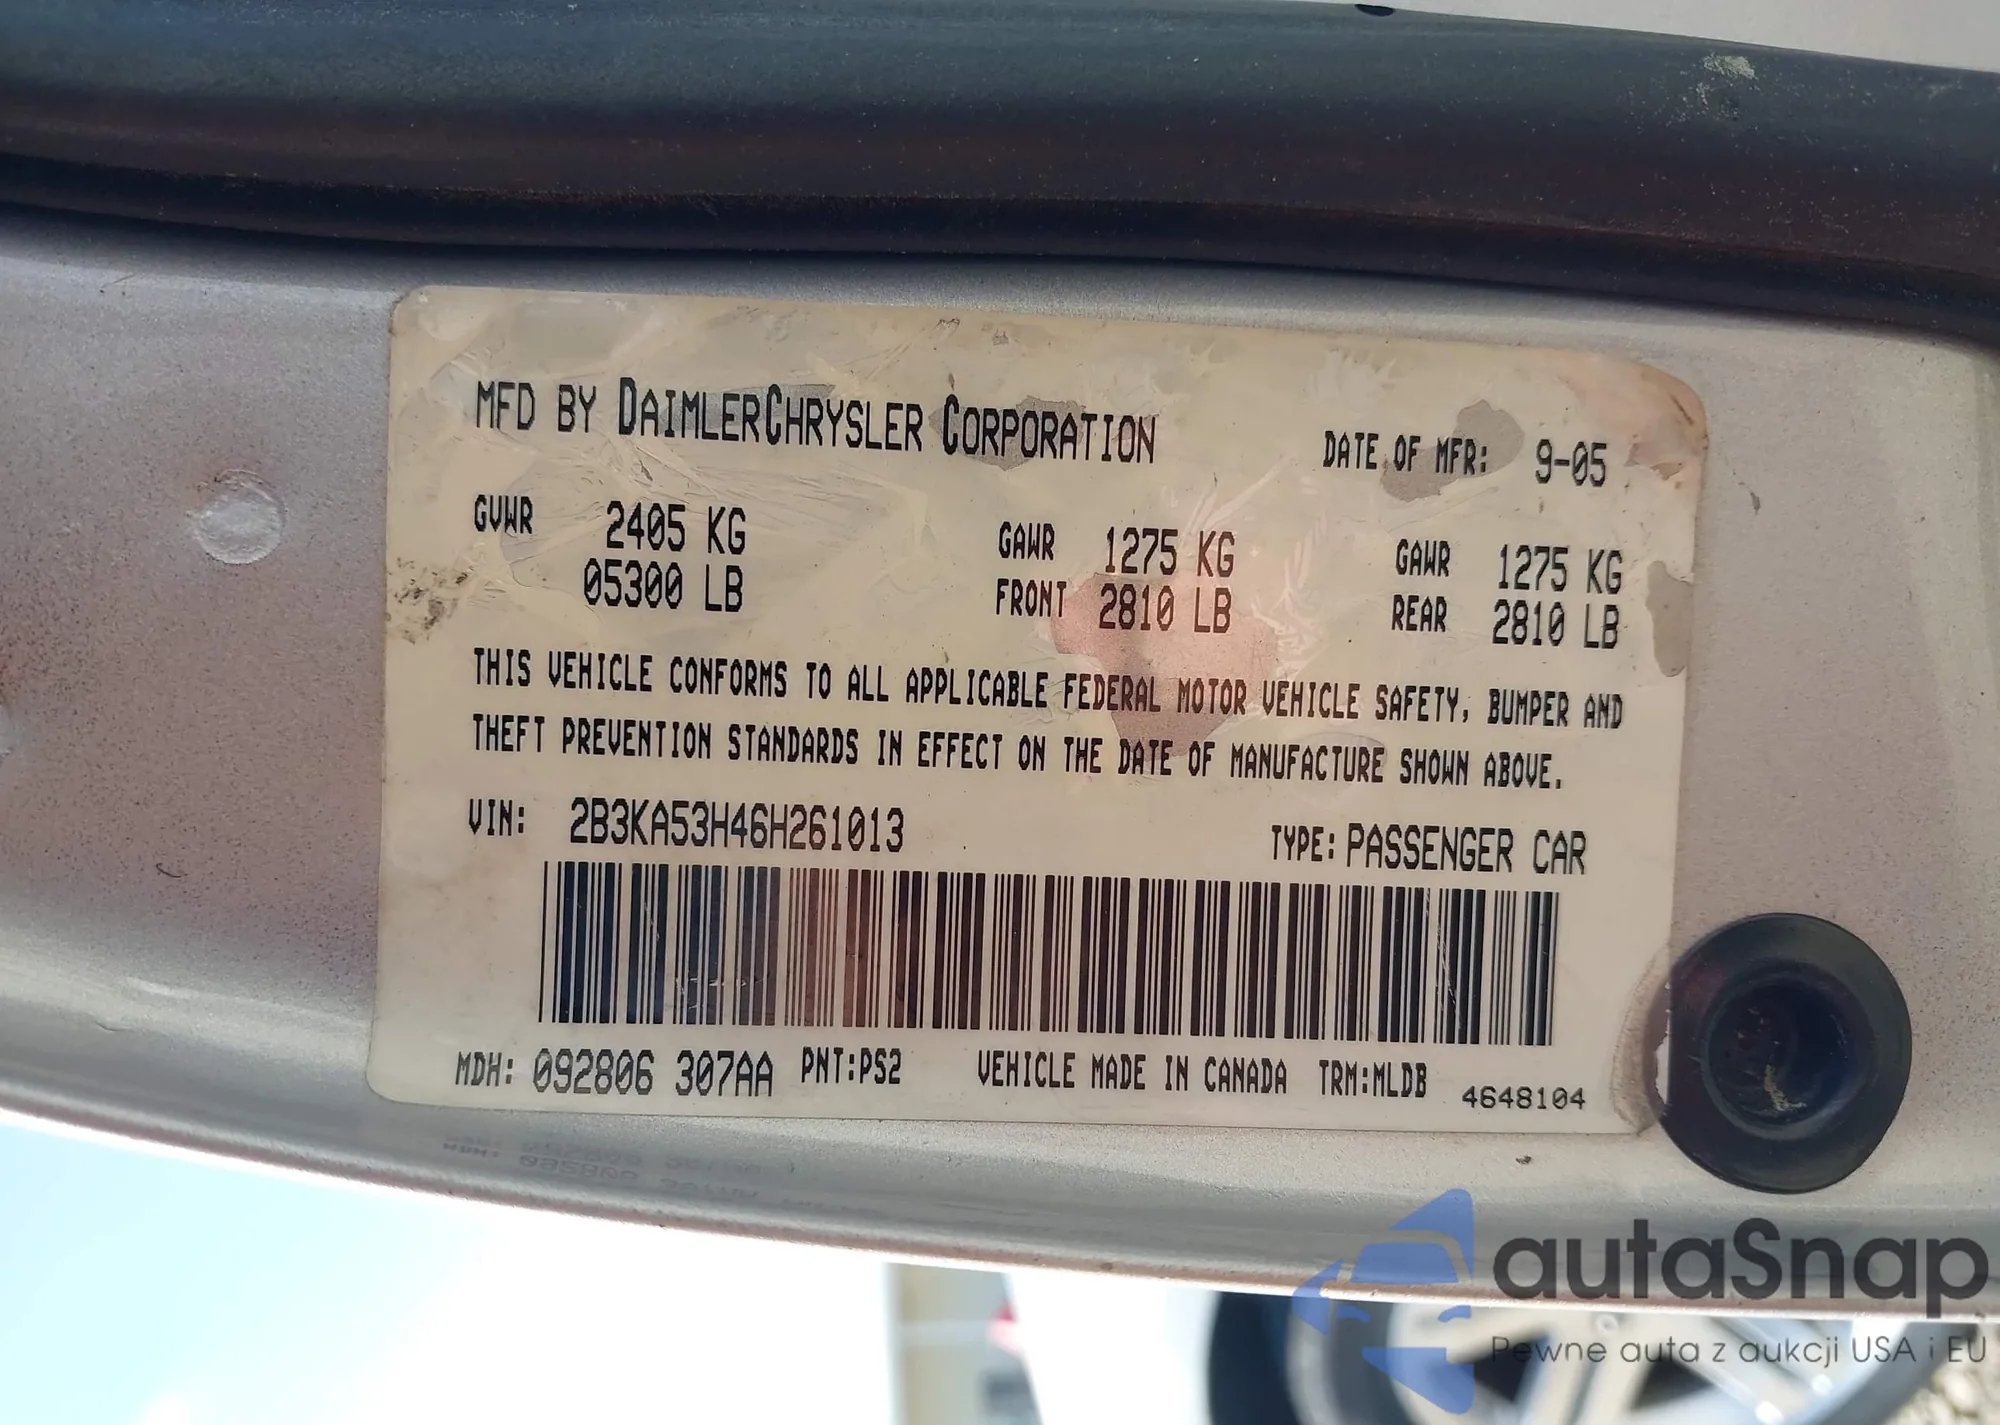 MFD BY DAIMLERCHRYSLER CORPORATION DATE OF MFR: 9-05
GVWR 2405 KG GAWR 1275 KG GAWR 1275 KG
05300 LB FRONT 2810 LB REAR 2810 LB
THIS VEHICLE CONFORMS TO ALL APPLICABLE FEDERAL MOTOR VEHICLE SAFETY, BUMPER AND
THEFT PREVENTION STANDARDS IN EFFECT ON THE DATE OF MANUFACTURE SHOWN ABOVE.
VIN: 2B3KA53H46H261013 TYPE: PASSENGER CAR
MDH: 092806 307AA PNT:PS2 VEHICLE MADE IN CANADA TRM:MLDB 4648104
autaSnap
Pewne auta z aukcji USA i EU